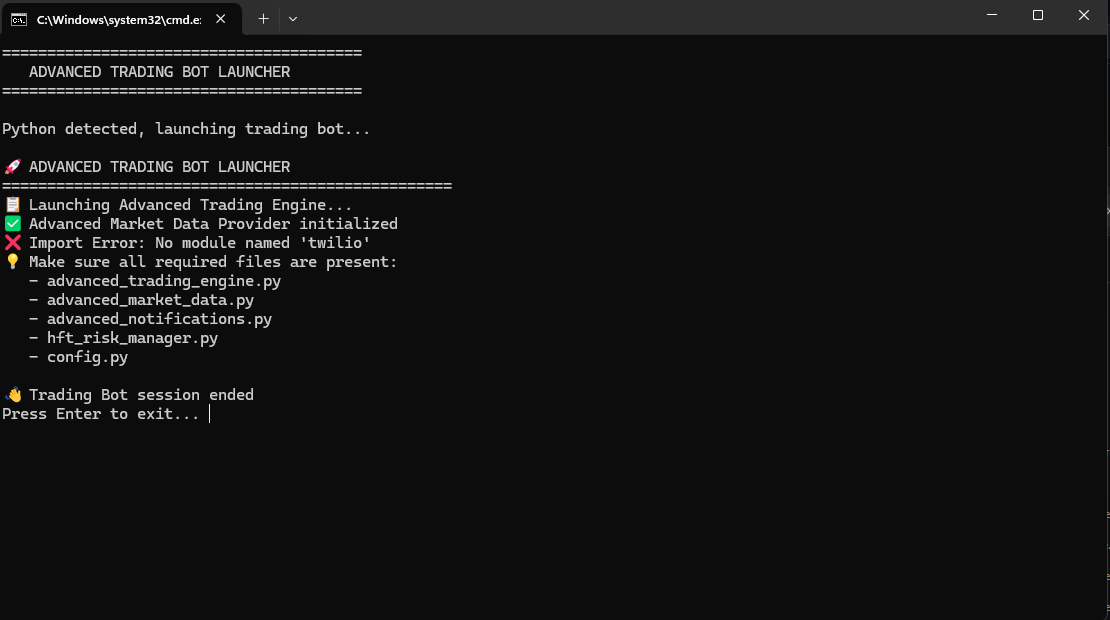 C:\Windows\system32\cmd.e:
========================================
ADVANCED TRADING BOT LAUNCHER
========================================
Python detected, launching trading bot...
🚀 ADVANCED TRADING BOT LAUNCHER
==================================================
📋 Launching Advanced Trading Engine...
✅ Advanced Market Data Provider initialized
❌ Import Error: No module named 'twilio'
💡 Make sure all required files are present:
- advanced_trading_engine.py
- advanced_market_data.py
- advanced_notifications.py
- hft_risk_manager.py
- config.py
👋 Trading Bot session ended
Press Enter to exit...